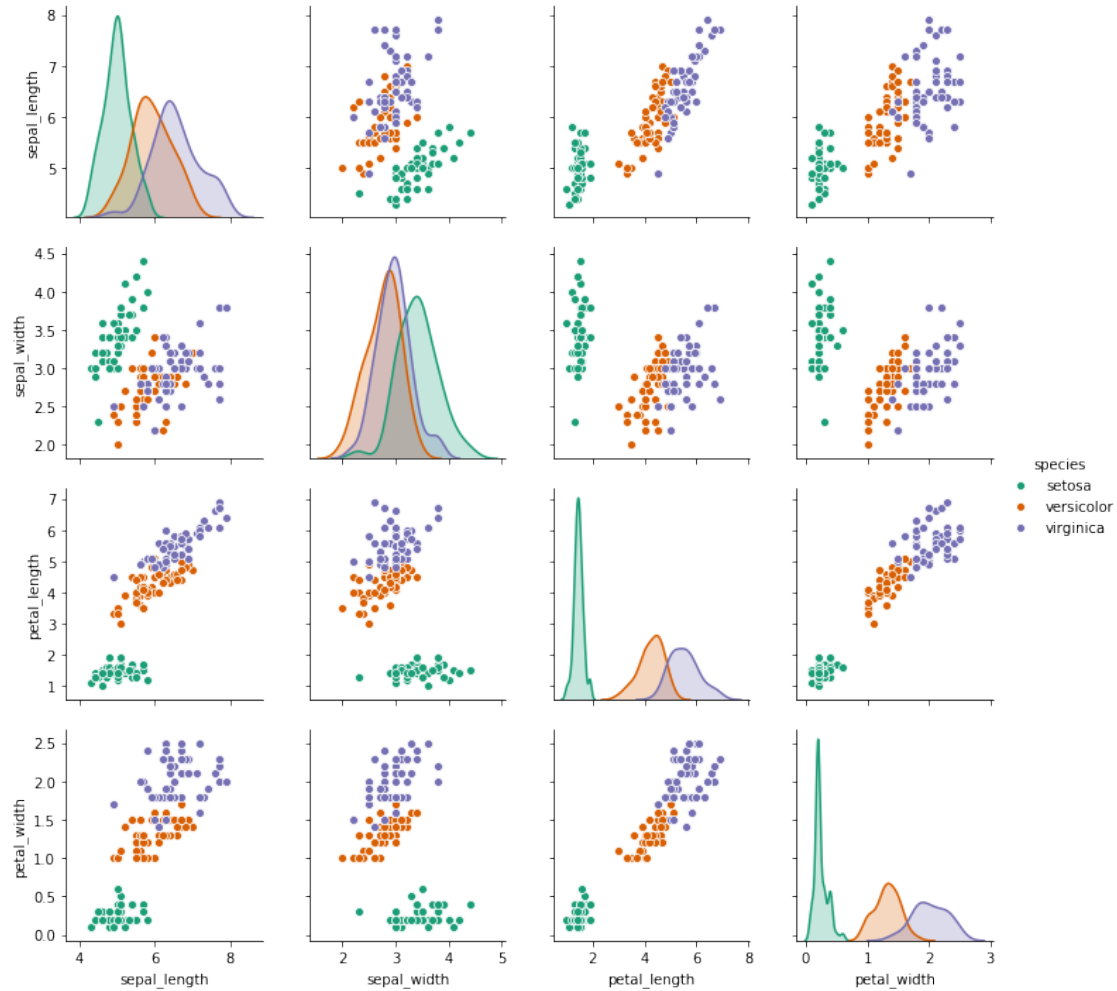 8
7
6
5
sepal_length
4.5
4.0
3.5
3.0
2.5
2.0
sepal_width
species
setosa
versicolor
virginica
7
6
5
4
3
2
1
petal_length
2.5
2.0
1.5
1.0
0.5
0.0
petal_width
4 6 8 2 3 4 5 2 4 6 8 0 1 2 3
sepal_length sepal_width petal_length petal_width